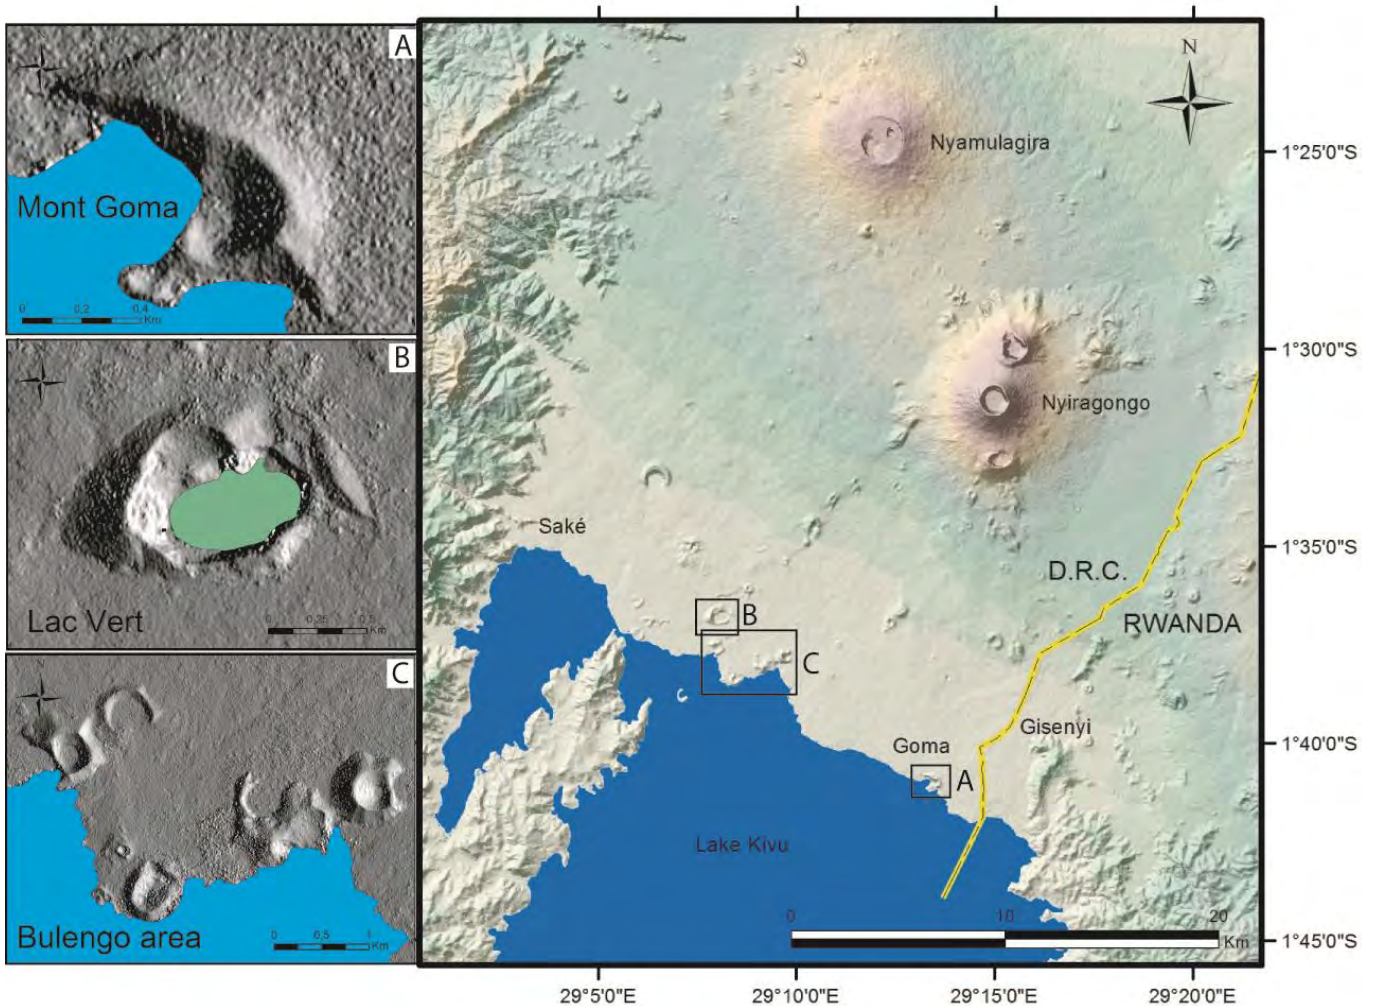 A
Mont Goma
0 0,2 0,4
Km
B
Lac Vert
0 0,25 0,5
Km
N
C
Bulengo area
0 0,5 1
Km
N
Nyamulagira
Nyiragongo
Saké
D.R.C.
RWANDA
B
C
Gisenyi
Goma
A
Lake Kivu
0 10 20
Km
1°25'0"S
1°30'0"S
1°35'0"S
1°40'0"S
1°45'0"S
29°5'0"E 29°10'0"E 29°15'0"E 29°20'0"E